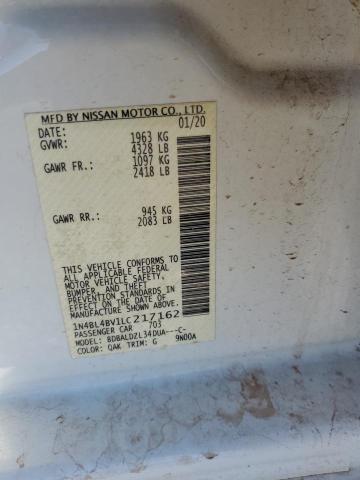 MFD BY NISSAN MOTOR CO., LTD.
DATE: 01/20
GVWR: 1963 KG
4328 LB
GAWR FR.: 1097 KG
2418 LB
GAWR RR.: 945 KG
2083 LB
THIS VEHICLE CONFORMS TO
ALL APPLICABLE FEDERAL
MOTOR VEHICLE SAFETY,
BUMPER, AND THEFT
PREVENTION STANDARDS IN
EFFECT ON THE DATE OF
MANUFACTURE SHOWN ABOVE.
1N4BL4BV1LC217162
PASSENGER CAR 703
MODEL: BDBALDZL34DUA---C-
COLOR: QAK TRIM: G 9N00A